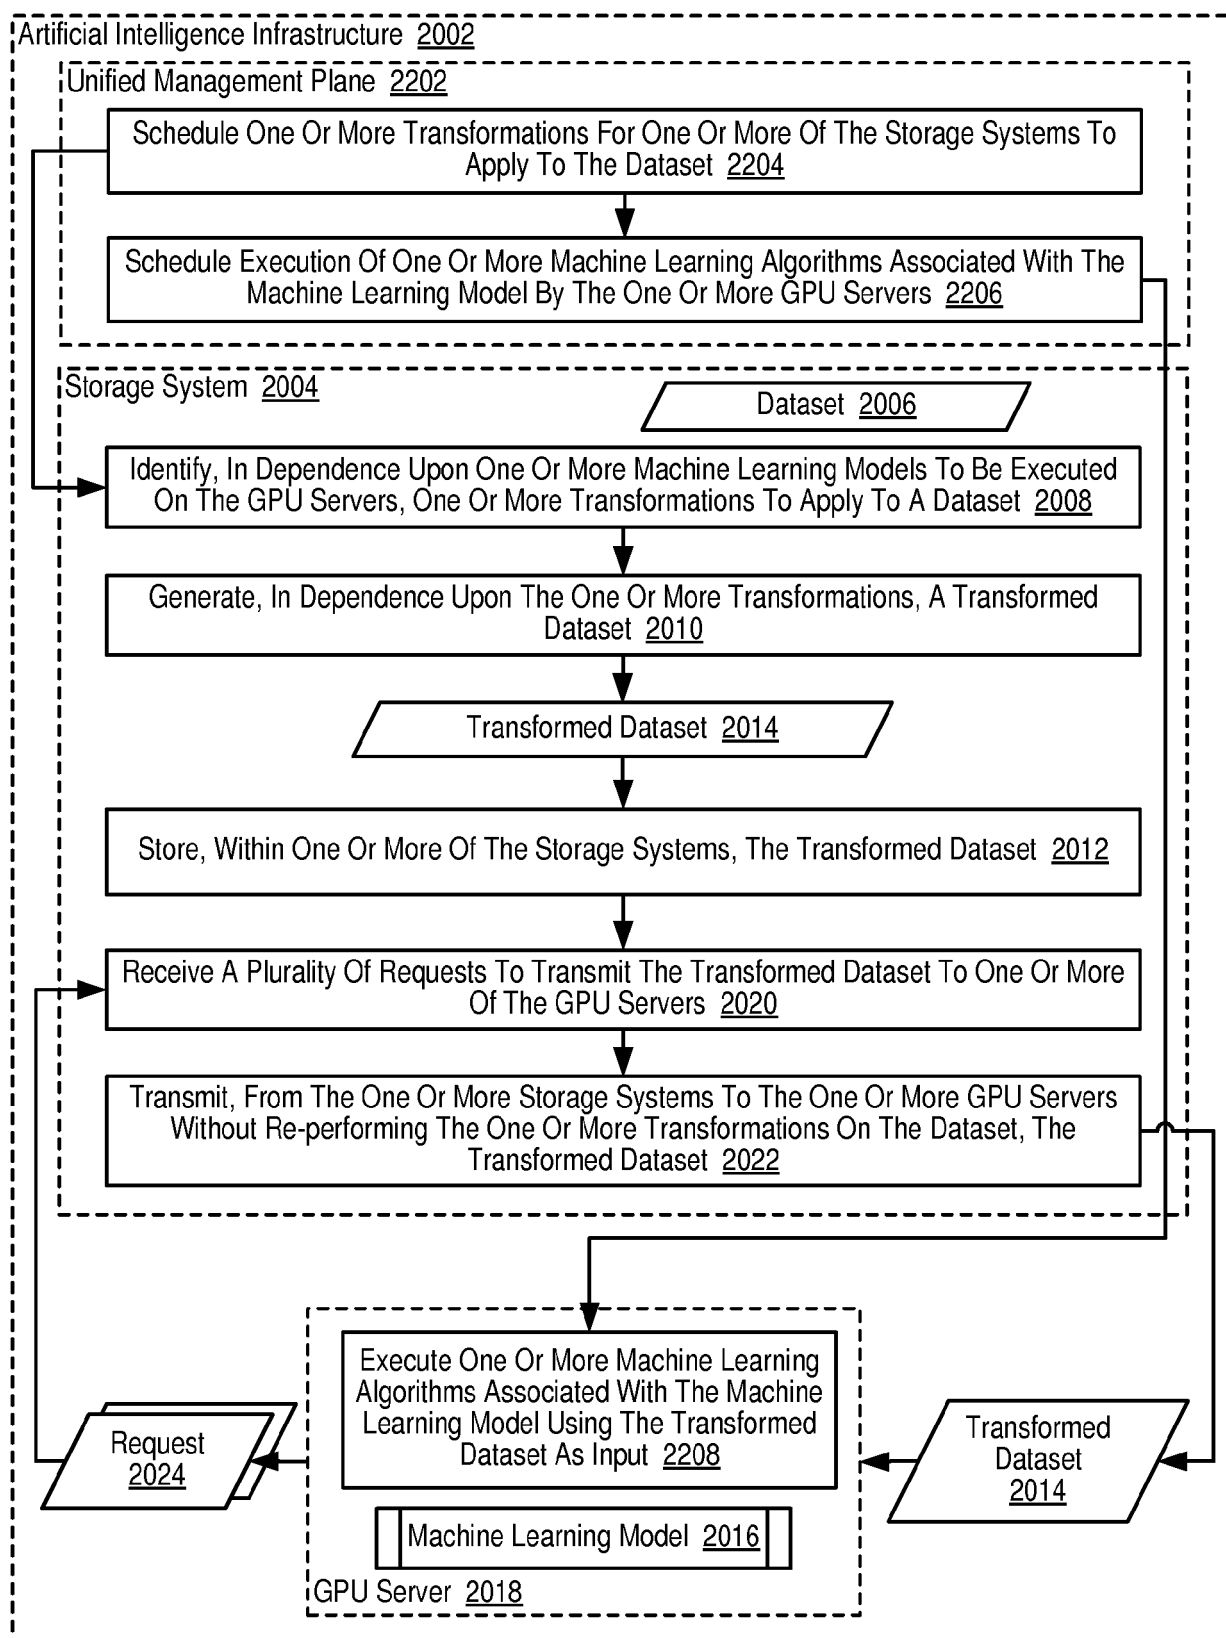 Artificial Intelligence Infrastructure 2002
Unified Management Plane 2202
Schedule One Or More Transformations For One Or More Of The Storage Systems To
Apply To The Dataset 2204
Schedule Execution Of One Or More Machine Learning Algorithms Associated With The
Machine Learning Model By The One Or More GPU Servers 2206
Storage System 2004
Dataset 2006
Identify, In Dependence Upon One Or More Machine Learning Models To Be Executed
On The GPU Servers, One Or More Transformations To Apply To A Dataset 2008
Generate, In Dependence Upon The One Or More Transformations, A Transformed
Dataset 2010
Transformed Dataset 2014
Store, Within One Or More Of The Storage Systems, The Transformed Dataset 2012
Receive A Plurality Of Requests To Transmit The Transformed Dataset To One Or More
Of The GPU Servers 2020
Transmit, From The One Or More Storage Systems To The One Or More GPU Servers
Without Re-performing The One Or More Transformations On The Dataset, The
Transformed Dataset 2022
Execute One Or More Machine Learning
Algorithms Associated With The Machine
Learning Model Using The Transformed
Dataset As Input 2208
Request
2024
Transformed
Dataset
2014
Machine Learning Model 2016
GPU Server 2018